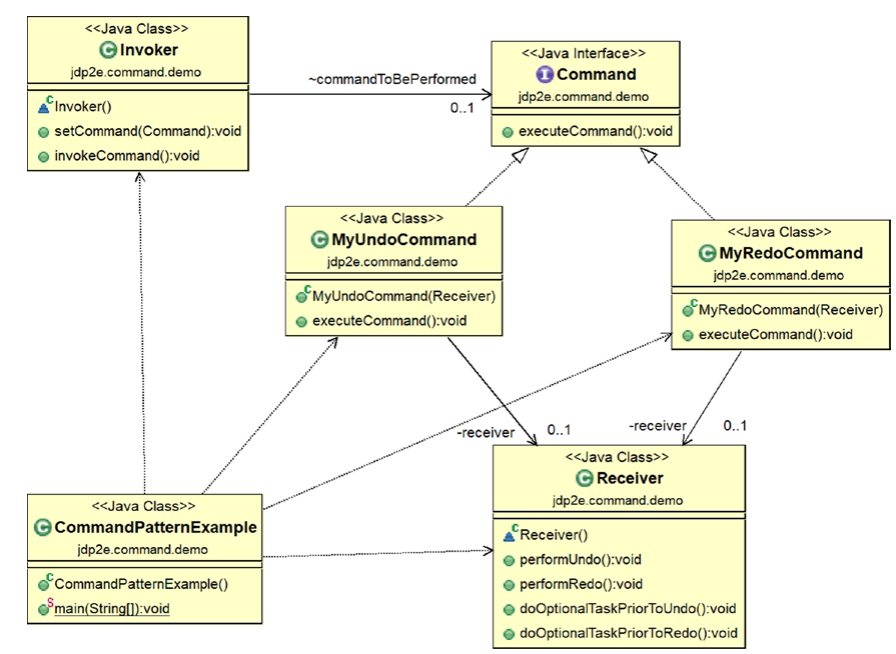 <<Java Class>>
Invoker
jdp2e.command.demo
Invoker()
setCommand(Command):void
invokeCommand():void
~commandToBePerformed
0..1
<<Java Interface>>
Command
jdp2e.command.demo
executeCommand():void
<<Java Class>>
MyUndoCommand
jdp2e.command.demo
MyUndoCommand(Receiver)
executeCommand():void
<<Java Class>>
MyRedoCommand
jdp2e.command.demo
MyRedoCommand(Receiver)
executeCommand():void
-receiver
0..1
-receiver
0..1
<<Java Class>>
Receiver
jdp2e.command.demo
Receiver()
performUndo():void
performRedo():void
doOptionalTaskPriorToUndo():void
doOptionalTaskPriorToRedo():void
<<Java Class>>
CommandPatternExample
jdp2e.command.demo
CommandPatternExample()
main(String[]):void